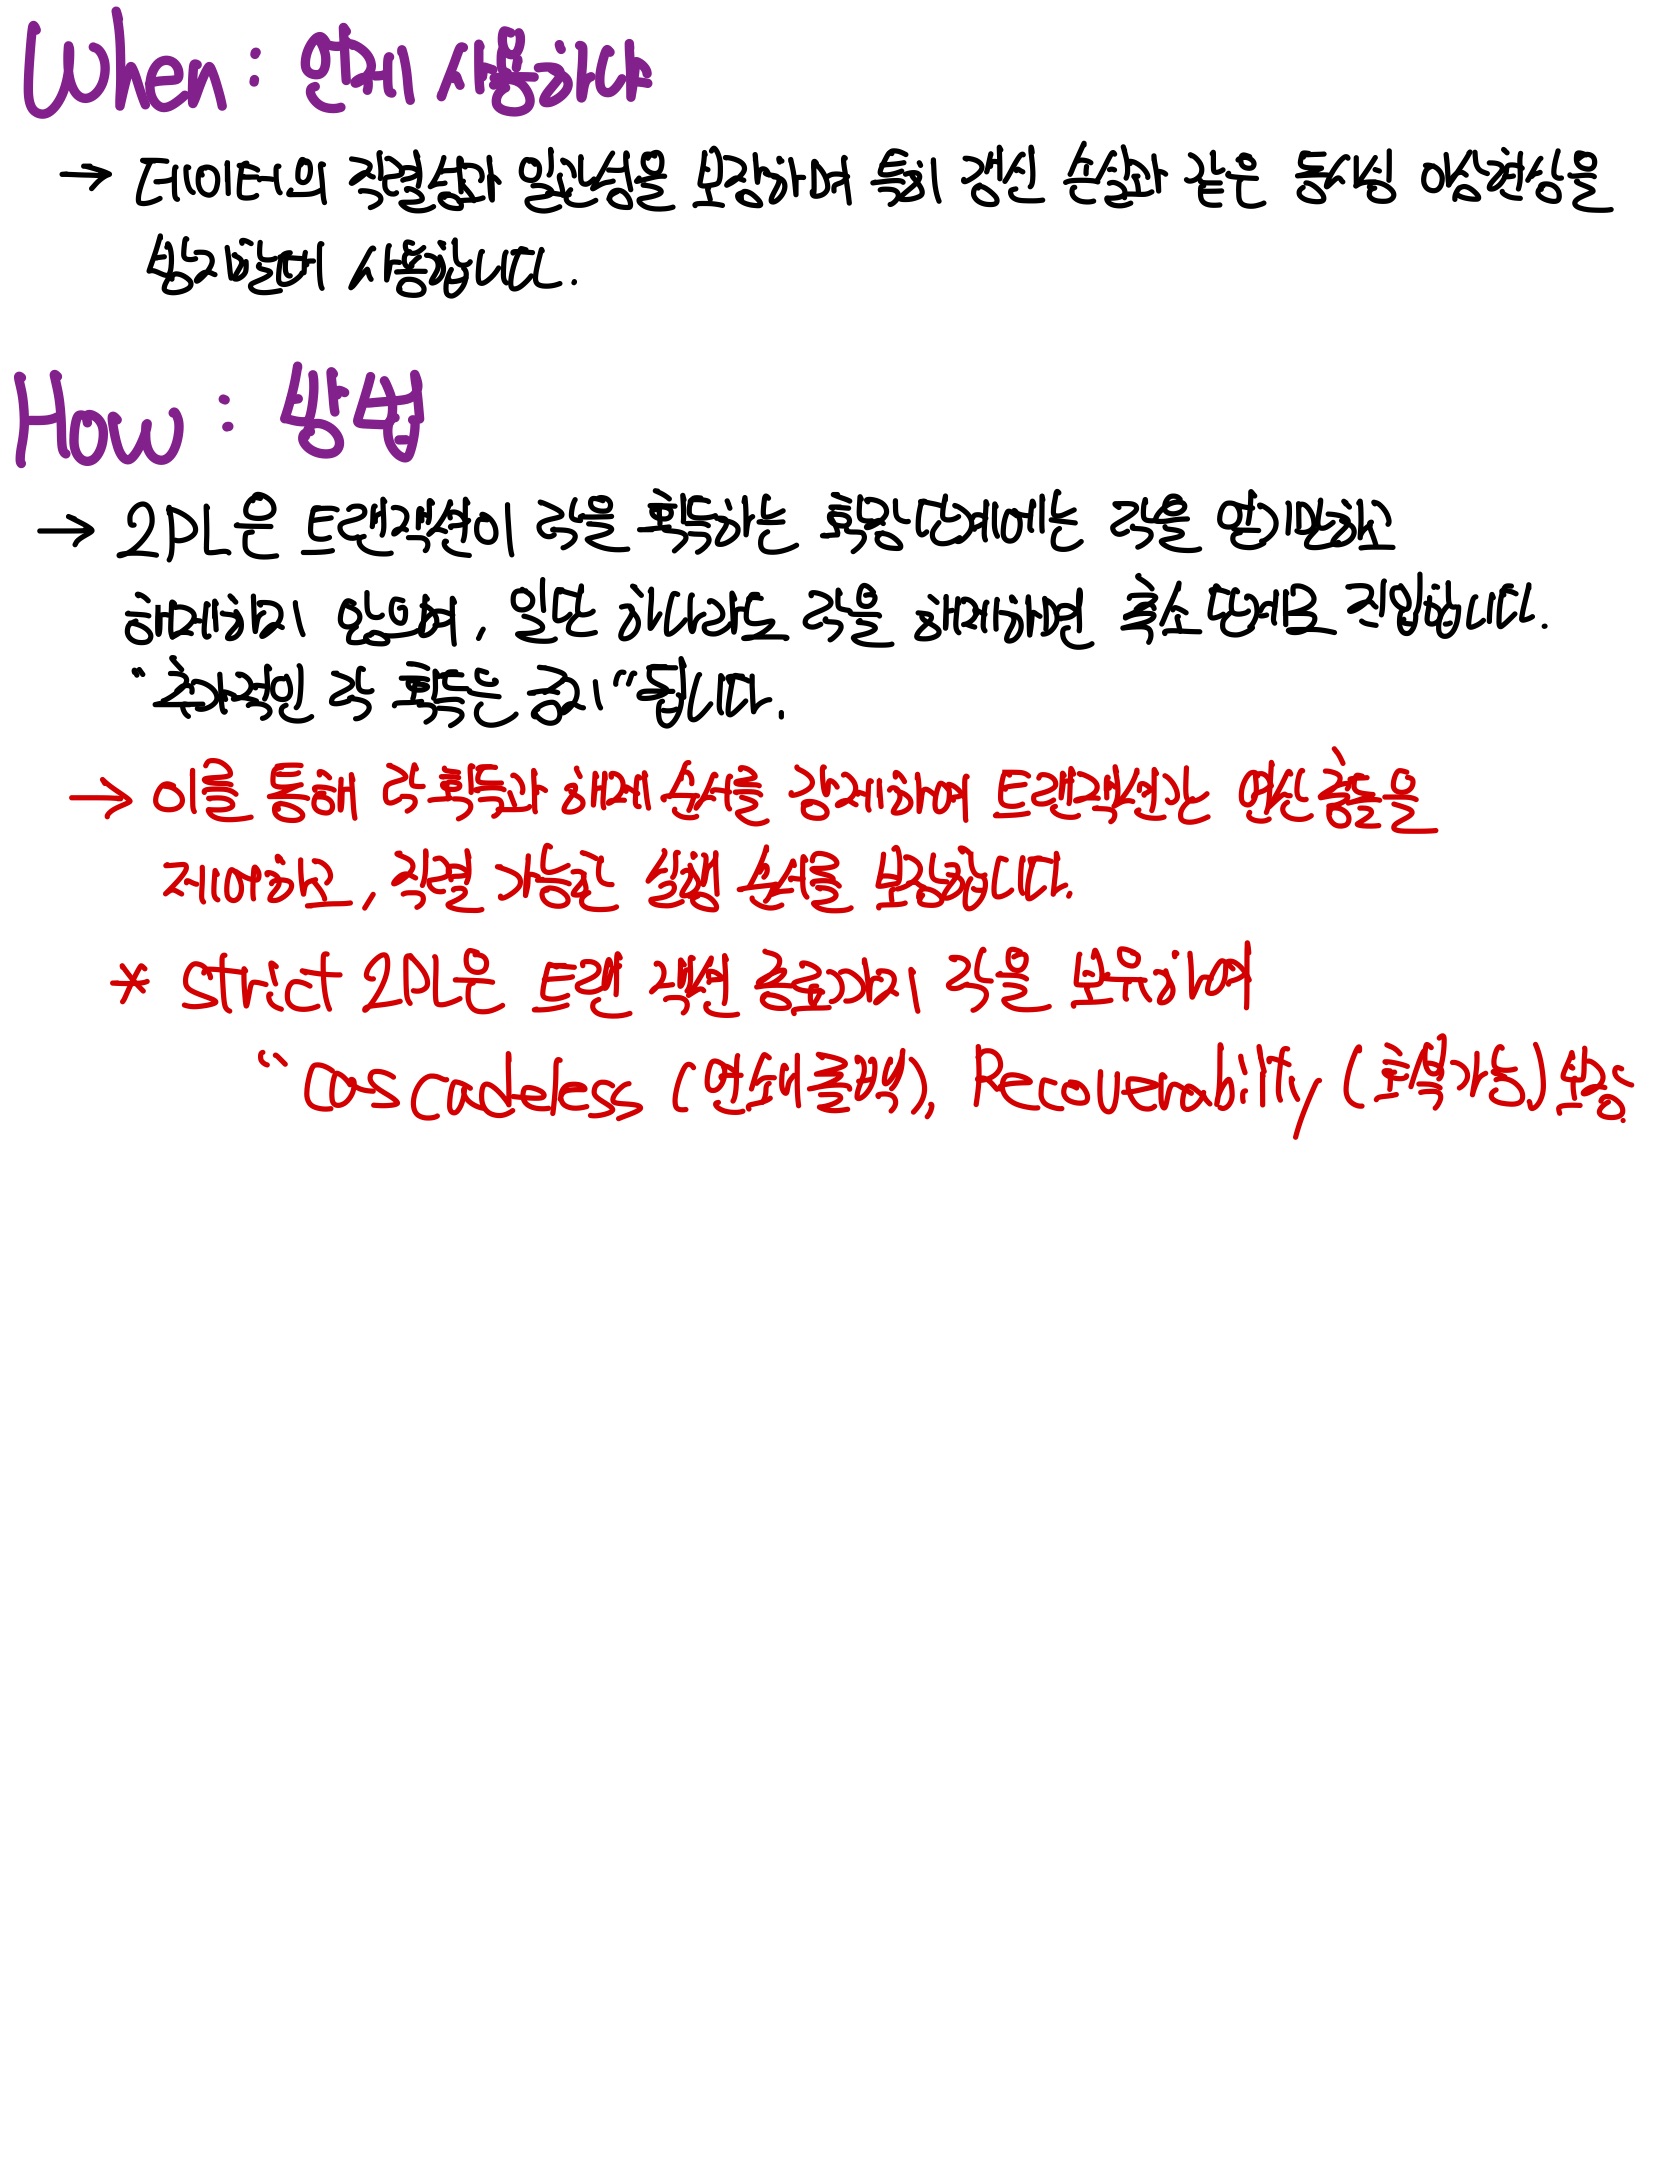 When : 언제 사용하나
→ 데이터의 직렬성과 일관성을 보장하며 특히 갱신 손실과 같은 동시성 이상현상을
방지할때 사용합니다.
How : 방법
→ 2PL은 트랜잭션이 락을 획득하는 확장단계에는 락을 얻기만하고
해제하지 않으며, 일단 하나라도 락을 해제하면 축소 단계로 진입합니다.
“추가적인 락 획득은 금지” 됩니다.
→ 이를 통해 락 획득과 해제 순서를 강제하여 트랜잭션간 연산 충돌을
제어하고, 직렬 가능한 실행 순서를 보장합니다.
* strict 2PL은 트랜잭션 종료까지 락을 보유하여
“Cascadeless (연쇄롤백), Recoverability (회복가능) 보장.